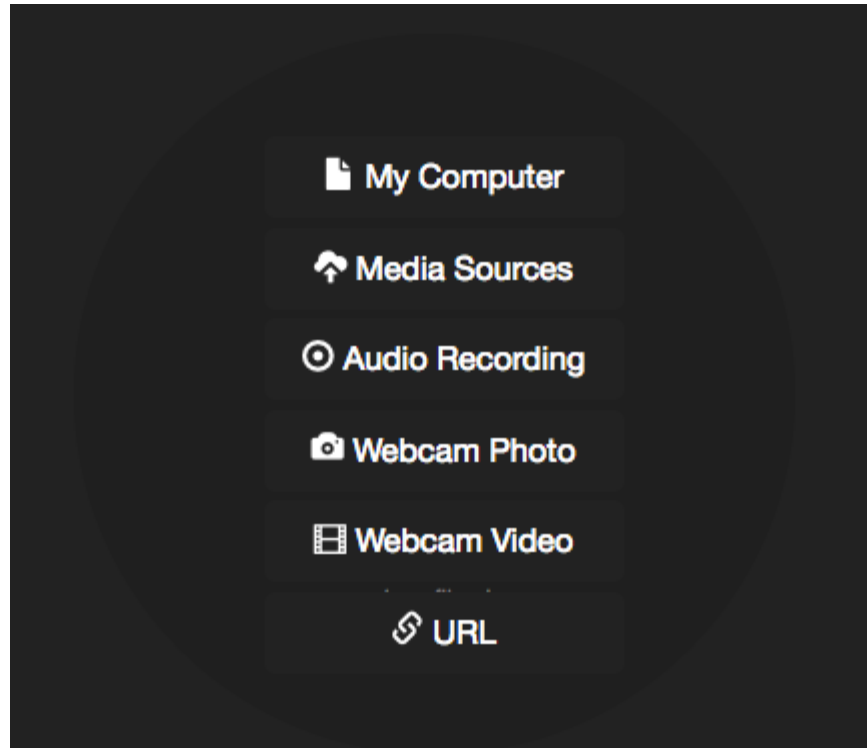 My Computer
Media Sources
Audio Recording
Webcam Photo
Webcam Video
URL